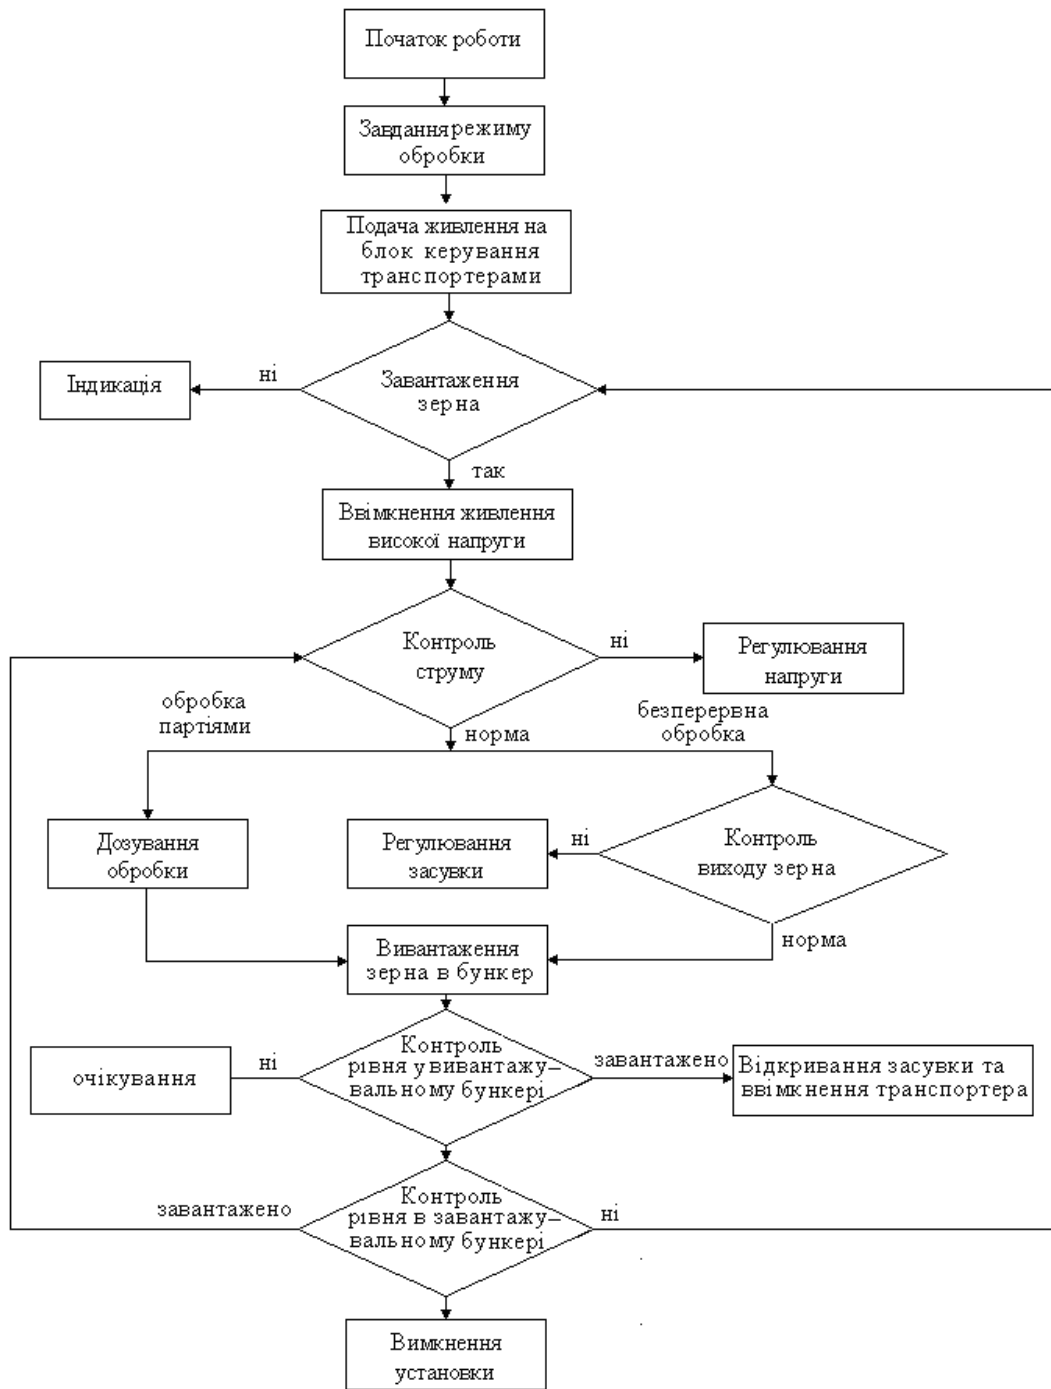 Початок роботи
Завдання режиму
обробки
Подача живлення на
блок керування
транспортерами
Завантаження
зерна
ні
Індикація
так
Ввімкнення живлення
високої напруги
Контроль
струму
ні
Регулювання
напруги
обробка
партіями
норма
безперервна
обробка
Дозування
обробки
Регулювання
засувки
ні
Контроль
виходу зерна
норма
Вивантаження
зерна в бункер
очікування
ні
Контроль
рівня у вивантажу–
вальному бункері
завантажено
Відкривання засувки та
ввімкнення транспортера
завантажено
Контроль
рівня в завантажу–
вальному бункері
ні
Вимкнення
установки